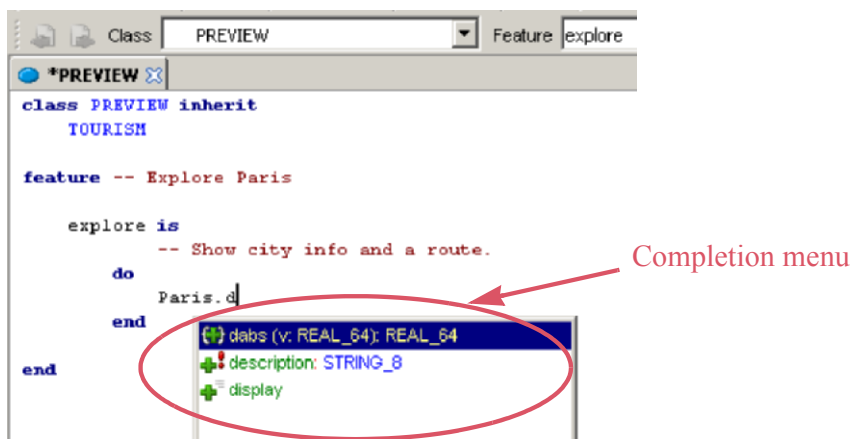 Class PREVIEW Feature explore
*PREVIEW
class PREVIEW inherit
TOURISM
feature -- Explore Paris
explore is
-- Show city info and a route.
Completion menu
do
Paris.d
end
dabs (v: REAL_64): REAL_64
description: STRING_8
end
display